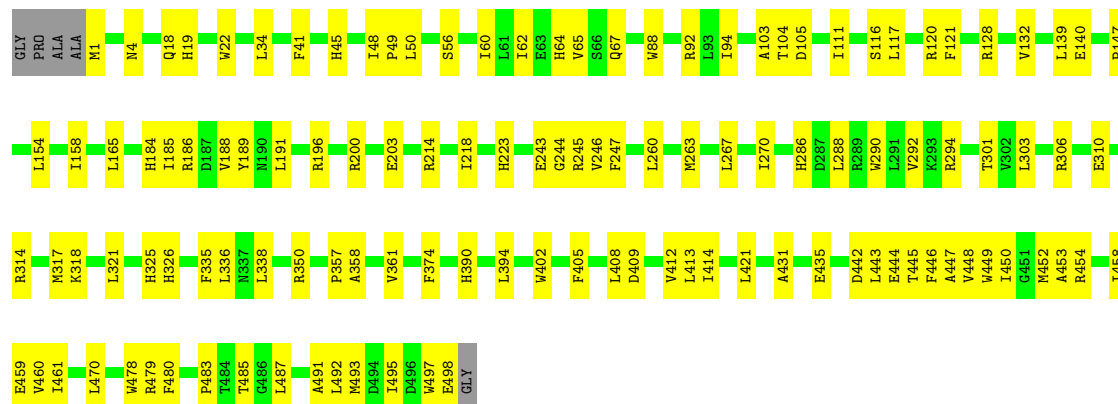 GLY PRO ALA ALA M1 N4 Q18 H19 W22 L34 F41 H45 I48 P49 L50 S56 I60 L61 I62 E63 H64 V65 S66 Q67 W88 R92 L93 I94 A103 T104 D105 I111 S116 L117 R120 F121 R128 V132 L139 E140
L154 I158 L165 H184 I185 R186 D187 V188 Y189 N190 L191 R196 R200 E203 R214 I218 H223 E243 G244 R245 V246 F247 L260 M263 L267 I270 H286 D287 L288 R289 W290 L291 V292 K293 R294 T301 V302 L303 R306 E310
R314 M317 K318 L321 H325 H326 F335 L336 N337 L338 R350 P357 A358 V361 F374 H390 L394 W402 F405 L408 D409 V412 L413 I414 L421 A431 E435 D442 L443 E444 T445 F446 A447 V448 W449 I450 G451 M452 A453 R454
E459 V460 I461 L470 W478 R479 F480 P483 T484 T485 G486 L487 A491 L492 M493 D494 I495 D496 W497 E498 GLY